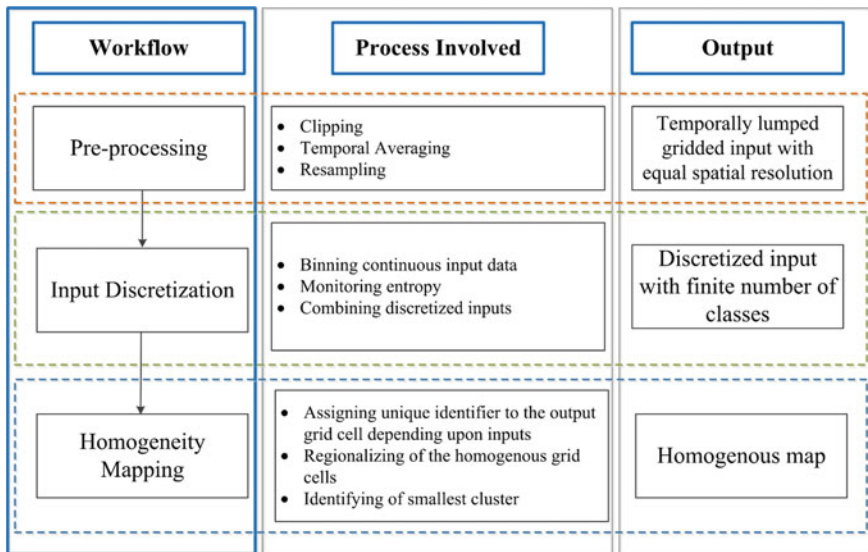 Workflow
Process Involved
Output
Pre-processing
• Clipping
• Temporal Averaging
• Resampling
Temporally lumped
gridded input with
equal spatial resolution
Input Discretization
• Binning continuous input data
• Monitoring entropy
• Combining discretized inputs
Discretized input
with finite number of
classes
Homogeneity
Mapping
• Assigning unique identifier to the output
grid cell depending upon inputs
• Regionalizing of the homogenous grid
cells
• Identifying of smallest cluster
Homogenous map